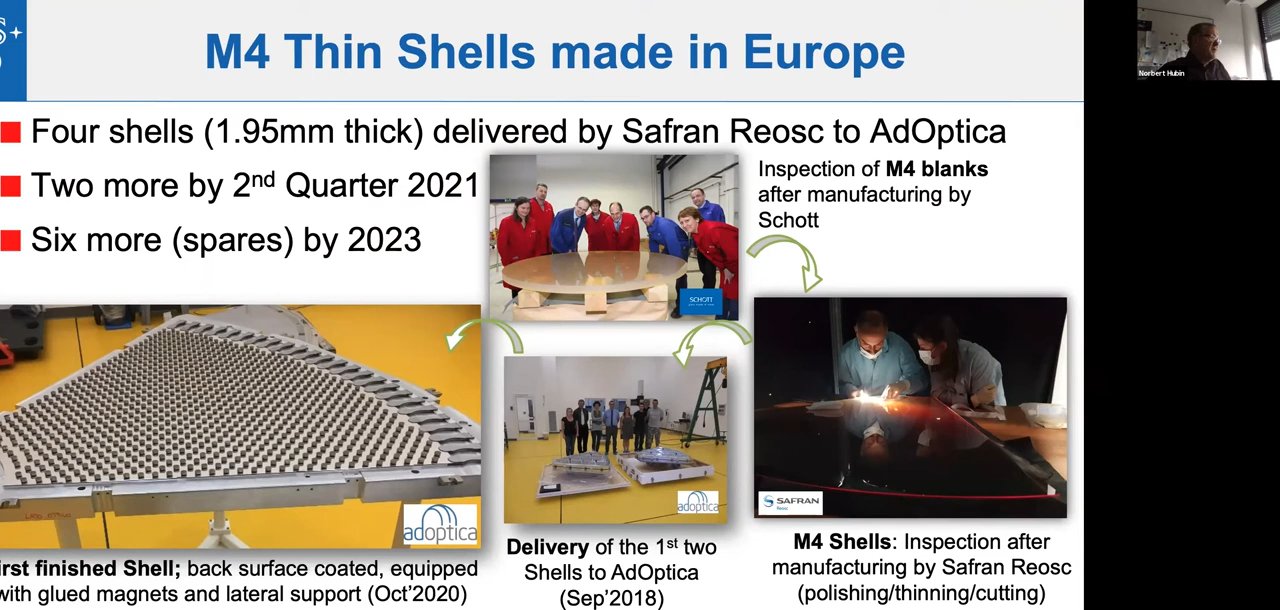 M4 Thin Shells made in Europe
Norbert Hubin
Four shells (1.95mm thick) delivered by Safran Reosc to AdOptica
Two more by 2nd Quarter 2021
Six more (spares) by 2023
Inspection of M4 blanks
after manufacturing by
Schott
SCHOTT
SAFRAN
Reosc
adoptica
adoptica
irst finished Shell; back surface coated, equipped
with glued magnets and lateral support (Oct'2020)
Delivery of the 1st two
Shells to AdOptica
(Sep'2018)
M4 Shells: Inspection after
manufacturing by Safran Reosc
(polishing/thinning/cutting)